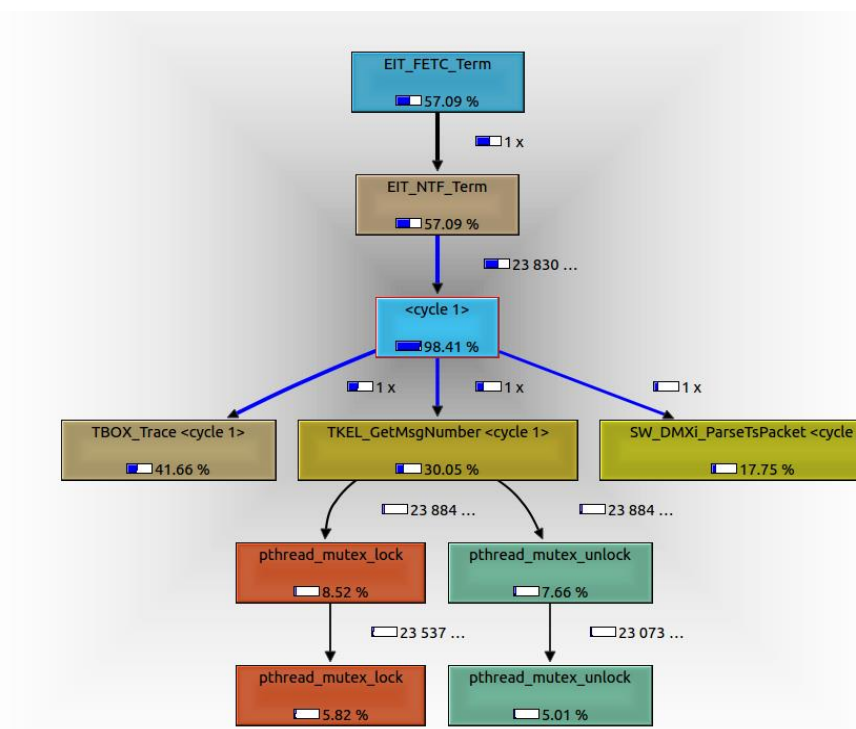 EIT_FETC_Term
57.09 %
1 x
EIT_NTF_Term
57.09 %
23 830 ...
<cycle 1>
98.41 %
1 x
1 x
1 x
TBOX_Trace <cycle 1>
41.66 %
TKEL_GetMsgNumber <cycle 1>
30.05 %
SW_DMXi_ParseTsPacket <cycle
17.75 %
23 884 ...
23 884 ...
pthread_mutex_lock
8.52 %
pthread_mutex_unlock
7.66 %
23 537 ...
23 073 ...
pthread_mutex_lock
5.82 %
pthread_mutex_unlock
5.01 %